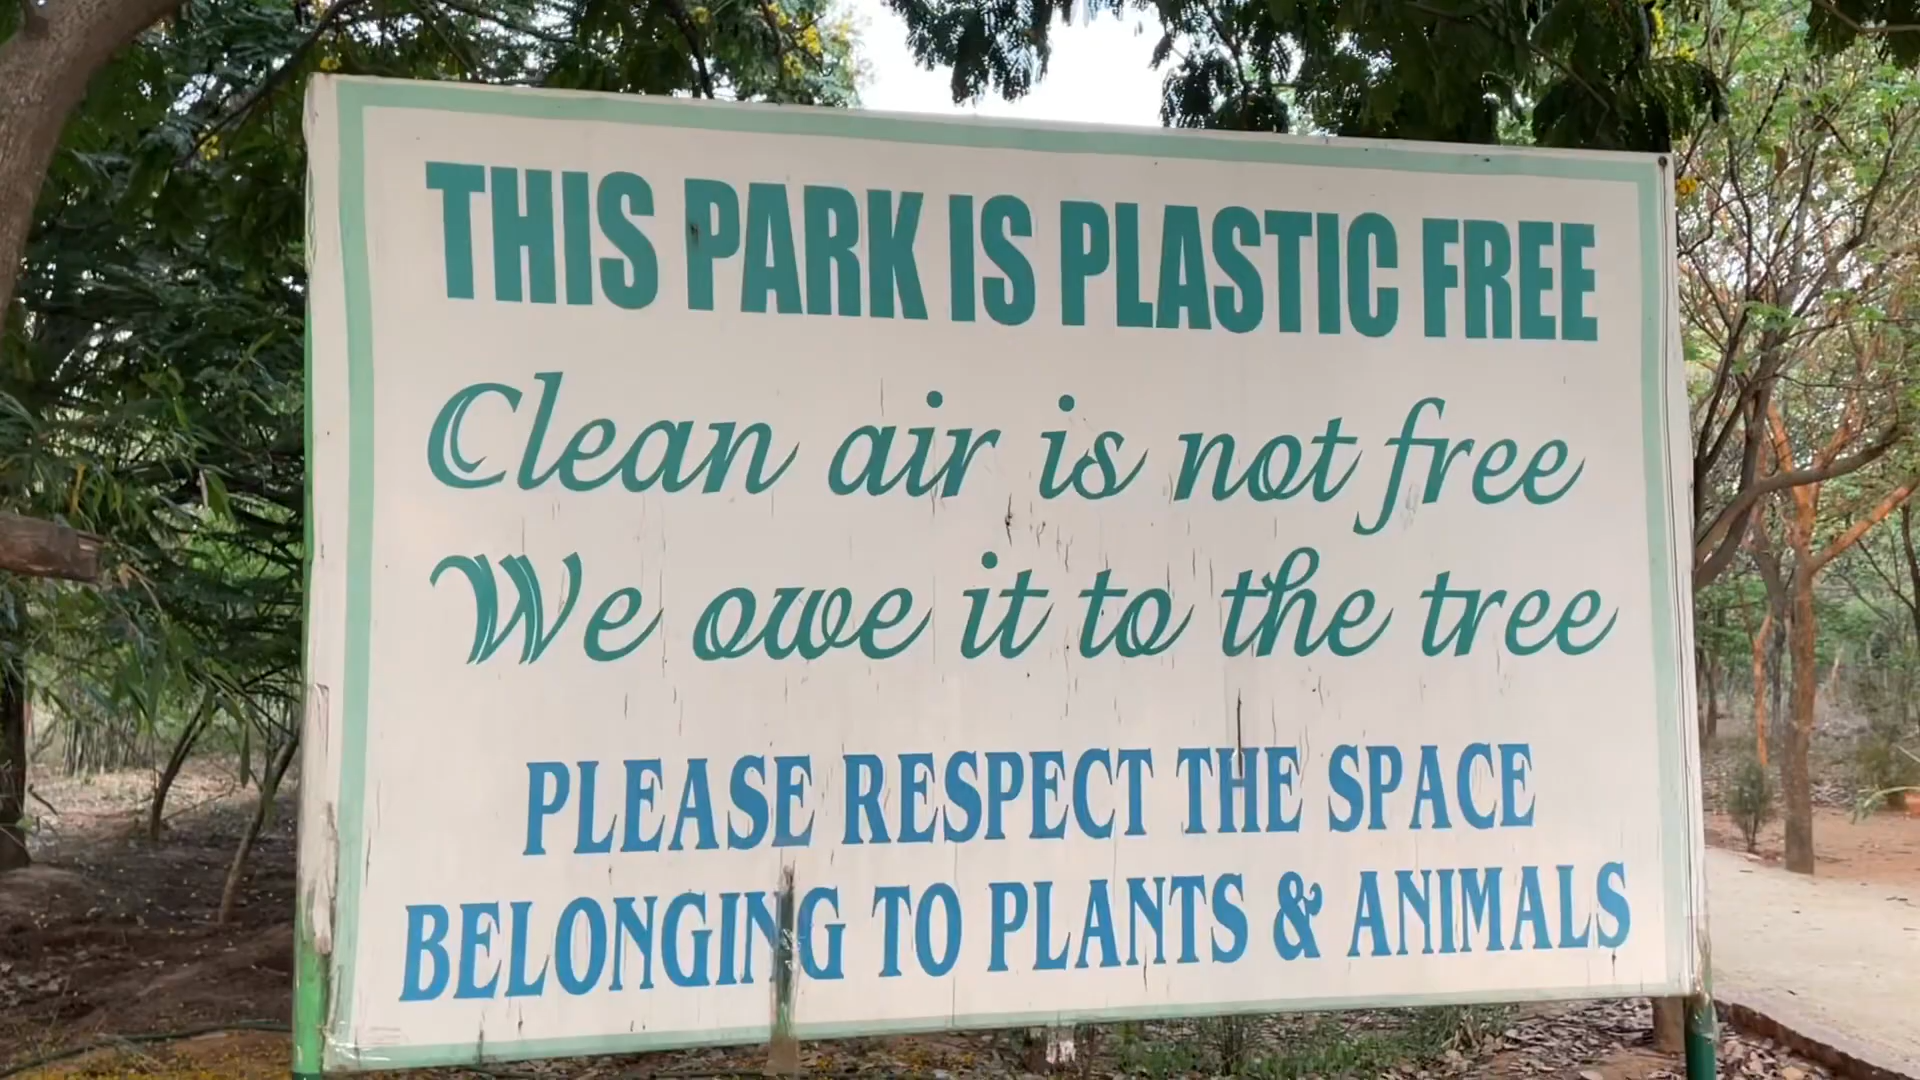 THIS PARK IS PLASTIC FREE
Clean air is not free
We owe it to the tree
PLEASE RESPECT THE SPACE
BELONGING TO PLANTS & ANIMALS